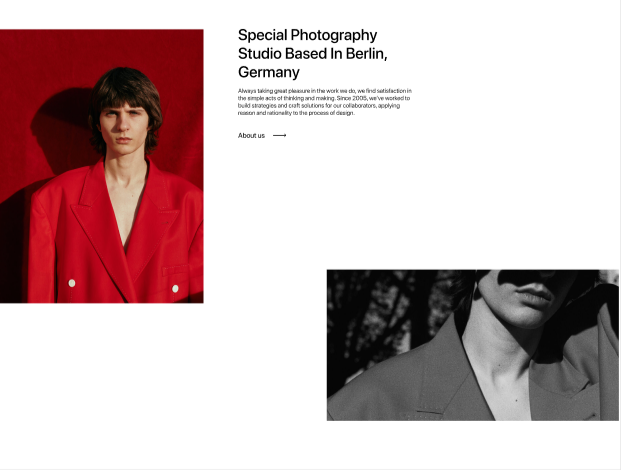 Special Photography
Studio Based In Berlin,
Germany
Always taking great pleasure in the work we do, we find satisfaction in
the simple acts of thinking and making. Since 2005, we've worked to
build strategies and craft solutions for our collaborators, applying
reason and rationality to the process of design.
About us